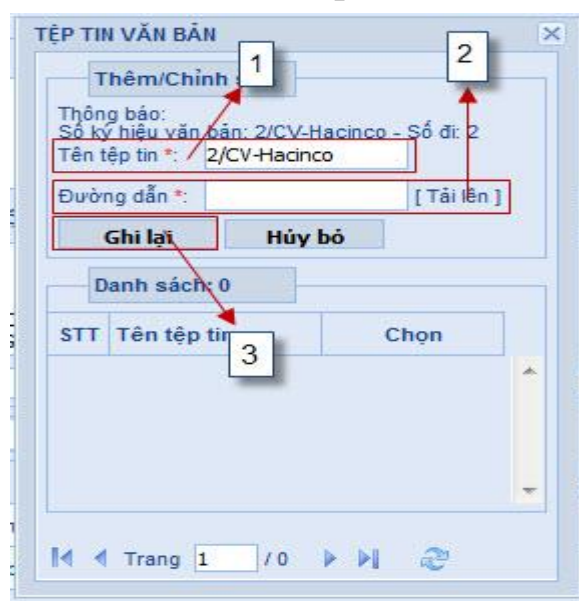 TỆP TIN VĂN BẢN
1
2
Thêm/Chỉnh s
Thông báo:
Số ký hiệu văn bản: 2/CV-Hacinco - Số đi: 2
Tên tệp tin *: 2/CV-Hacinco
Đường dẫn *: [ Tải lên ]
Ghi lại Hủy bỏ
Danh sách: 0
STT Tên tệp tin Chọn
3
Trang 1 / 0